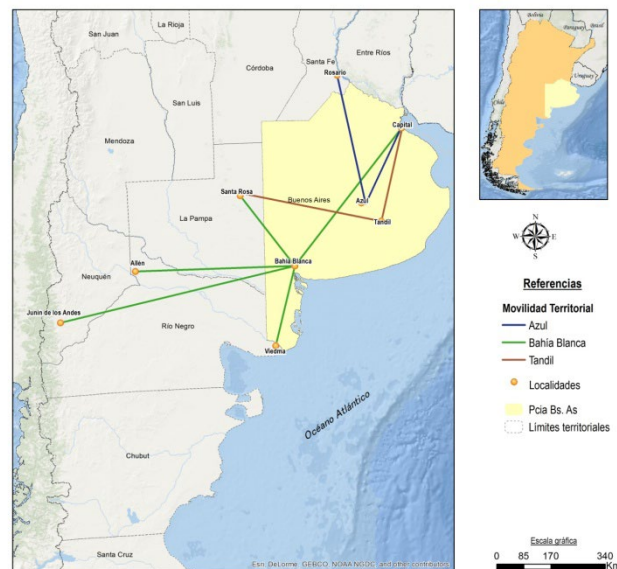 San Juan
La Rioja
Santa Fe
Entre Ríos
Rosario
Córdoba
San Luis
Capital
Mendoza
Santa Rosa
Buenos Aires
Azul
La Pampa
Tandil
Bahía Blanca
Allén
Neuquén
Junin de los Andes
Río Negro
Viedma
Océano Atlántico
Chubut
Santa Cruz
Esri, DeLorme, GEBCO, NOAA NGDC, and other contributors
Bolivia
Paraguay
Brasil
Uruguay
Chile
N
W
E
S
Referencias
Movilidad Territorial
Azul
Bahía Blanca
Tandil
Localidades
Pcia Bs. As
Límites territoriales
Escala gráfica
0 85 170 340
Km